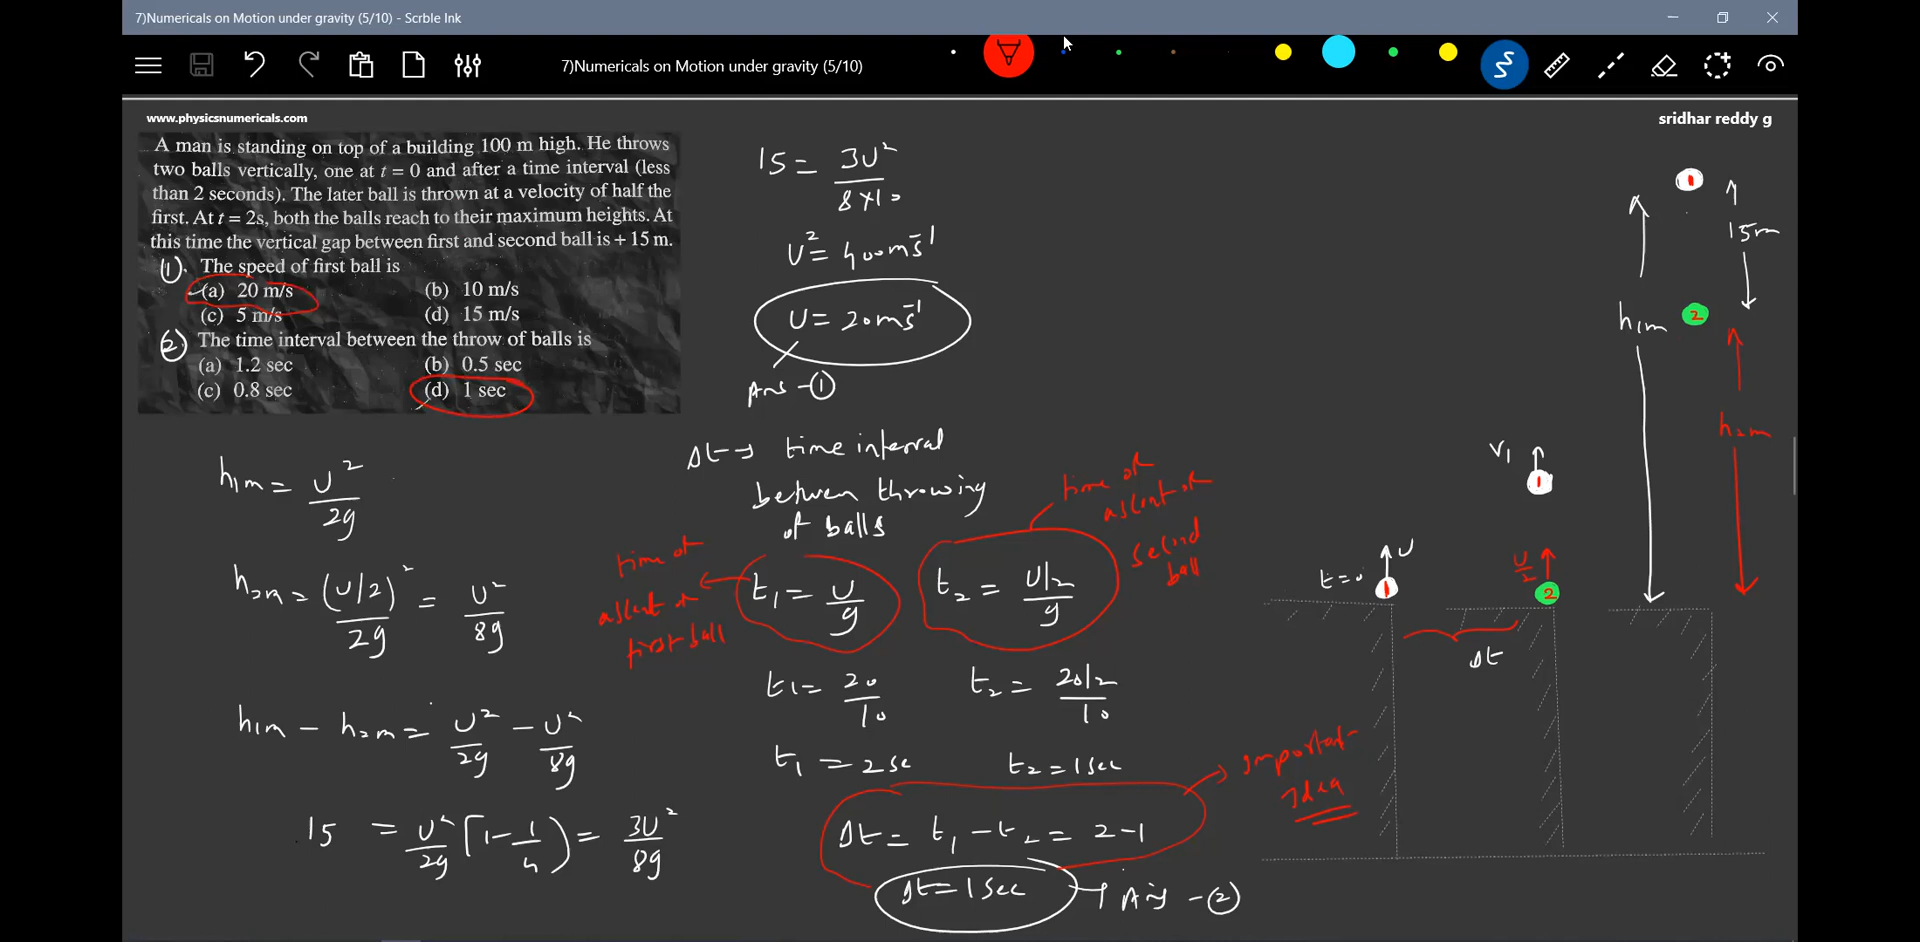 7)Numericals on Motion under gravity (5/10) - Scrble Ink
7)Numericals on Motion under gravity (5/10)
www.physicsnumericals.com
sridhar reddy g
A man is standing on top of a building 100 m high. He throws
two balls vertically, one at t = 0 and after a time interval (less
than 2 seconds). The later ball is thrown at a velocity of half the
first. At t = 2s, both the balls reach to their maximum heights. At
this time the vertical gap between first and second ball is + 15 m.
(1). The speed of first ball is
(a) 20 m/s (b) 10 m/s
(c) 5 m/s (d) 15 m/s
(2) The time interval between the throw of balls is
(a) 1.2 sec (b) 0.5 sec
(c) 0.8 sec (d) 1 sec
h1m = U²/2g
h2m = (U/2)²/2g = U²/8g
h1m - h2m = U²/2g - U²/8g
15 = U²/2g [1 - 1/4) = 3U²/8g
15 = 3U²/8×10
U² = 400 ms⁻¹
U = 20 ms⁻¹
Ans - ①
Δt → time interval
between throwing
of balls
time of
ascent of
first ball
t1 = U/g
t2 = U/2/g
time of
ascent of
second
ball
t1 = 20/10
t2 = 20/2/10
t1 = 2 se
t2 = 1 sec
Δt = t1 - t2 = 2 - 1
important
idea
Δt = 1 sec
Ans - ②
1
15m
h1m
2
h2m
V1
1
t=0
U
1
U/2
2
Δt